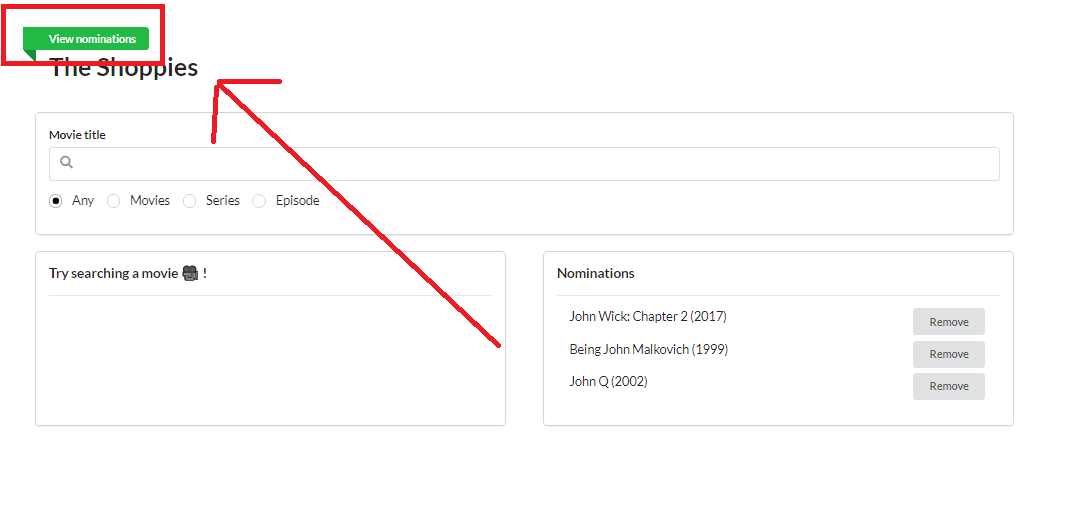 View nominations
The Shoppies
Movie title
Any Movies Series Episode
Try searching a movie 🎥 !
Nominations
John Wick: Chapter 2 (2017) Remove
Being John Malkovich (1999) Remove
John Q (2002) Remove